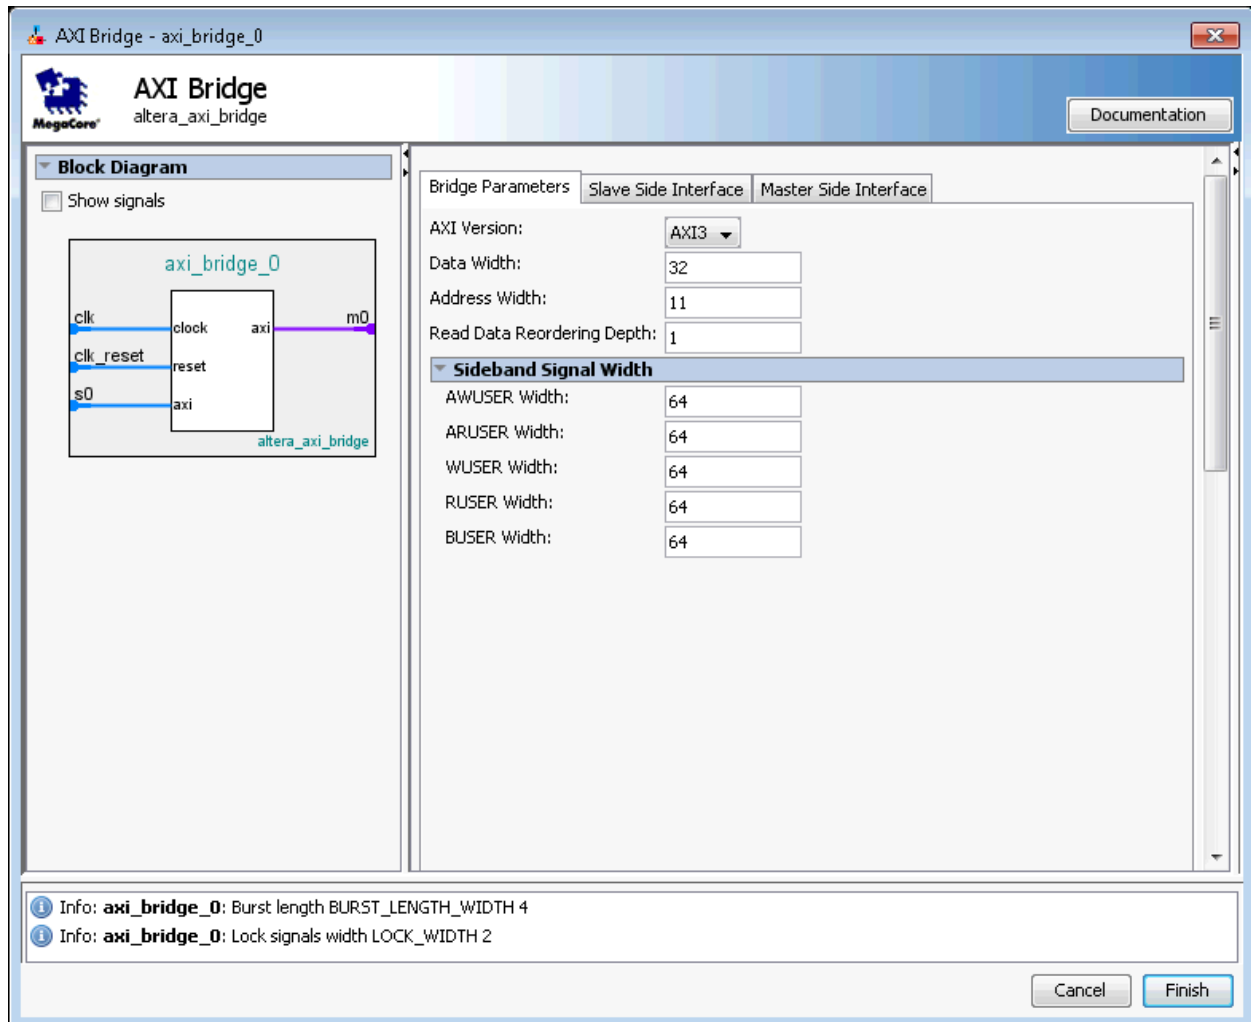 AXI Bridge - axi_bridge_0
AXI Bridge
altera_axi_bridge
MegaCore®
Documentation
Block Diagram
Show signals
axi_bridge_0
clk
clock
axi
m0
clk_reset
reset
s0
axi
altera_axi_bridge
Bridge Parameters Slave Side Interface Master Side Interface
AXI Version: AXI3
Data Width: 32
Address Width: 11
Read Data Reordering Depth: 1
Sideband Signal Width
AWUSER Width: 64
ARUSER Width: 64
WUSER Width: 64
RUSER Width: 64
BUSER Width: 64
Info: axi_bridge_0: Burst length BURST_LENGTH_WIDTH 4
Info: axi_bridge_0: Lock signals width LOCK_WIDTH 2
Cancel Finish